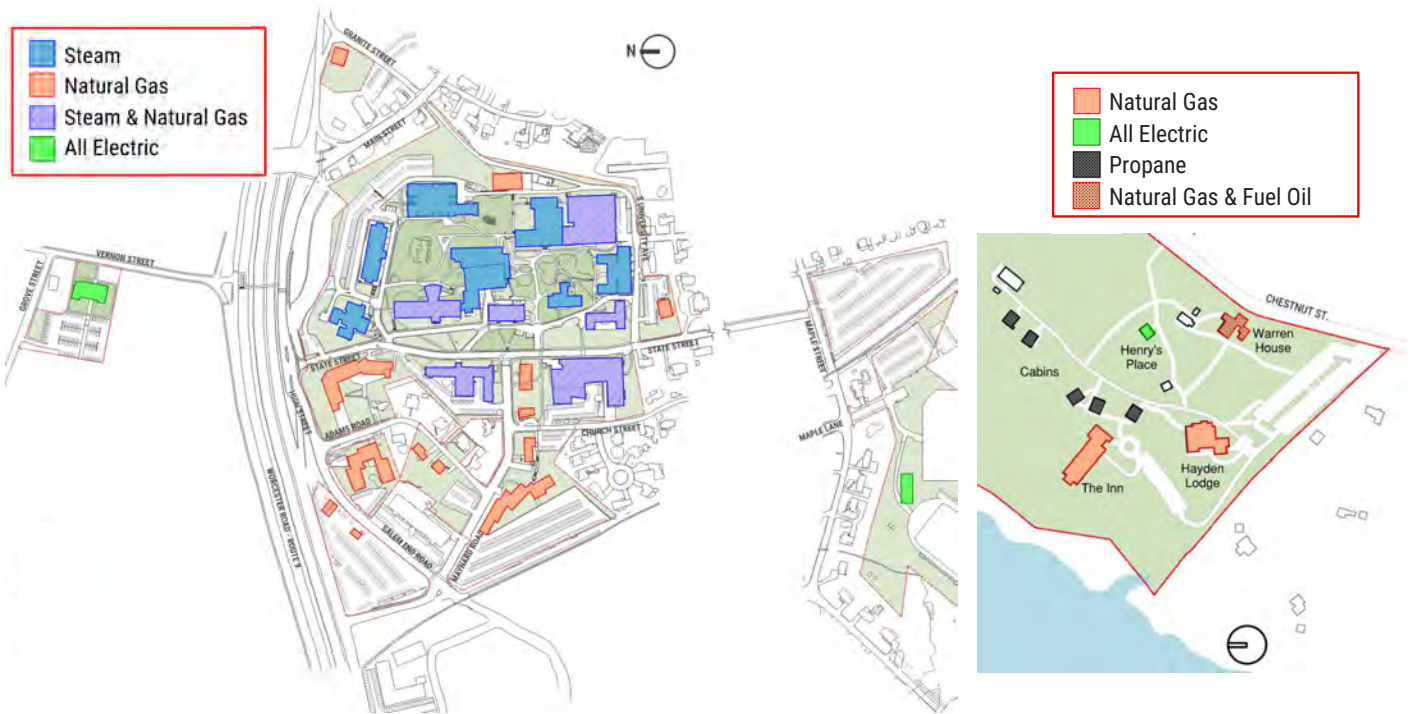 Steam
Natural Gas
Steam & Natural Gas
All Electric
GRANITE STREET
N
MAIN STREET
VERNON STREET
GROVE STREET
UNIVERSITY AVE
STATE STREET
STATE STREET
HIGH STREET
ADAMS ROAD
CHURCH STREET
WORCESTER ROAD - ROUTE 9
SALEM END ROAD
MAYNARD ROAD
MAPLE STREET
MAPLE LANE
Natural Gas
All Electric
Propane
Natural Gas & Fuel Oil
CHESTNUT ST.
Warren
House
Henry's
Place
Cabins
The Inn
Hayden
Lodge